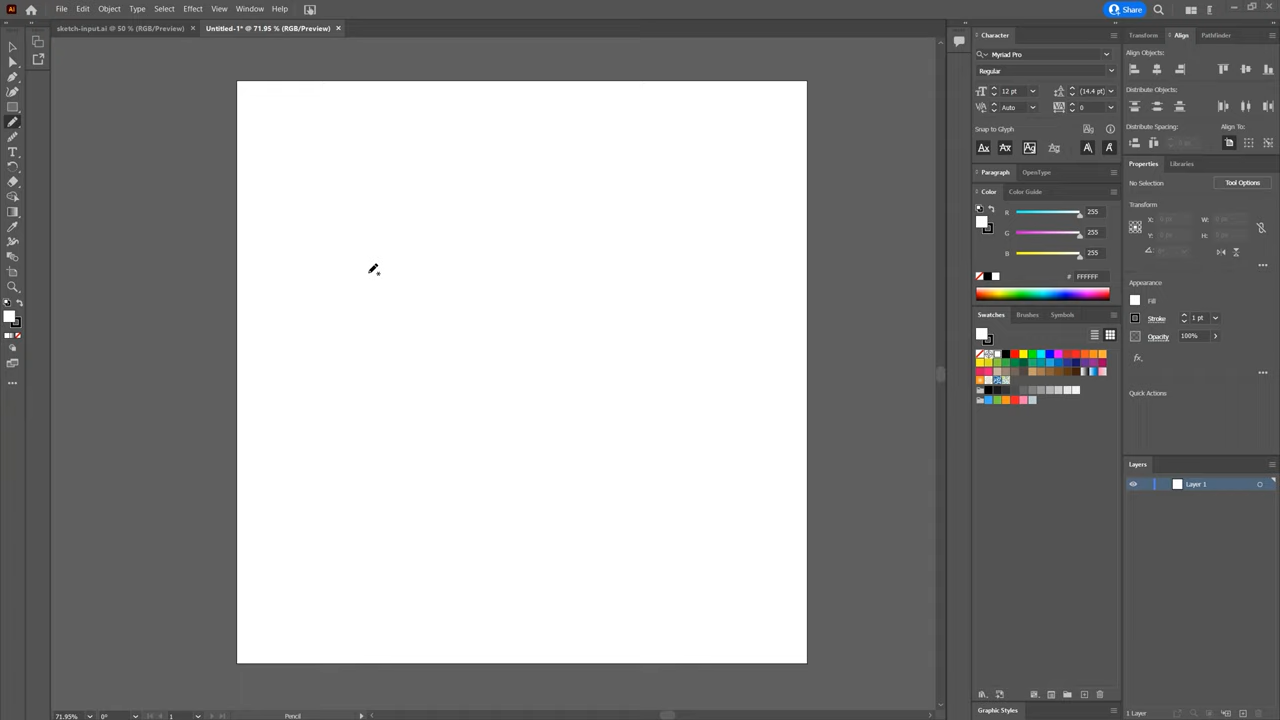 Ai File Edit Object Type Select Effect View Window Help Share
sketch-input.ai @ 50 % (RGB/Preview) × Untitled-1* @ 71.95 % (RGB/Preview) ×
Character
Myriad Pro
Regular
12 pt (14.4 pt)
Auto 0
Snap to Glyph
Paragraph OpenType
Color Color Guide
R 255
G 255
B 255
# FFFFFF
Swatches Brushes Symbols
Graphic Styles
Transform Align Pathfinder
Align Objects:
Distribute Objects:
Distribute Spacing: Align To:
Properties Libraries
No Selection Tool Options
Transform
X: W:
Y: H:
Appearance
Fill
Stroke 1 pt
Opacity 100%
fx
Quick Actions
Layers
Layer 1
1 Layer
71.95% 0° 1 Pencil